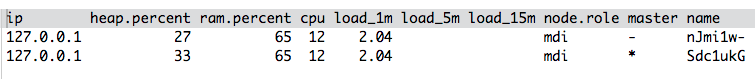 ip heap.percent ram.percent cpu load_1m load_5m load_15m node.role master name
127.0.0.1 27 65 12 2.04 mdi - nJmi1w-
127.0.0.1 33 65 12 2.04 mdi * Sdc1ukG